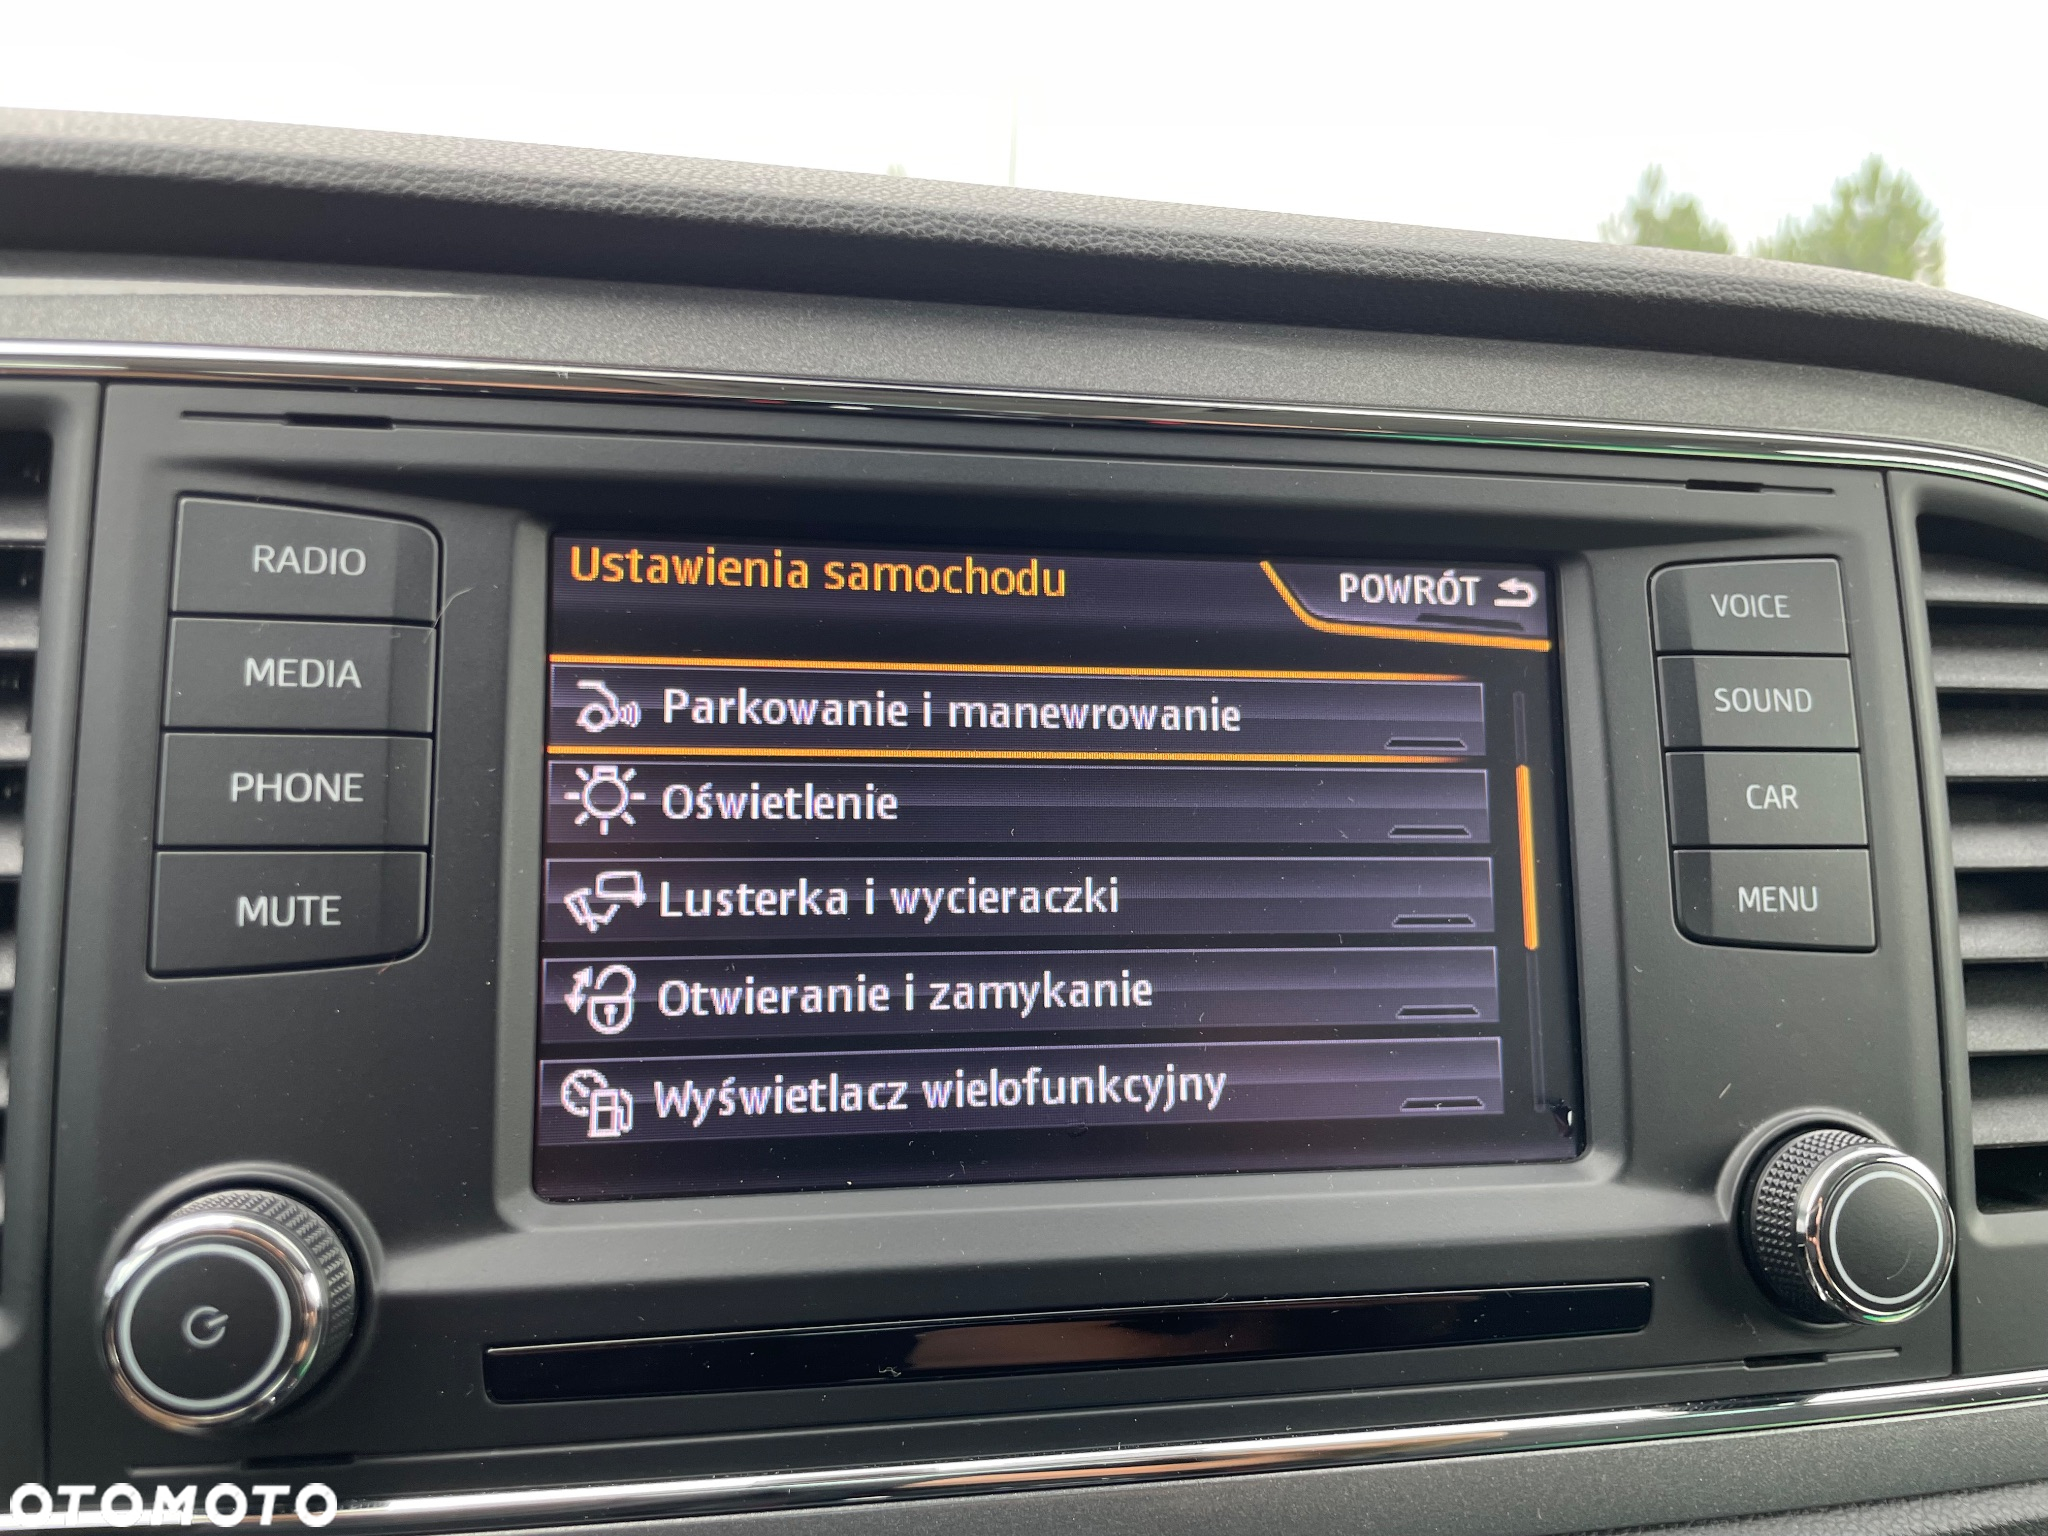 RADIO
MEDIA
PHONE
MUTE
Ustawienia samochodu
POWRÓT
Parkowanie i manewrowanie
Oświetlenie
Lusterka i wycieraczki
Otwieranie i zamykanie
Wyświetlacz wielofunkcyjny
VOICE
SOUND
CAR
MENU
OTOMOTO